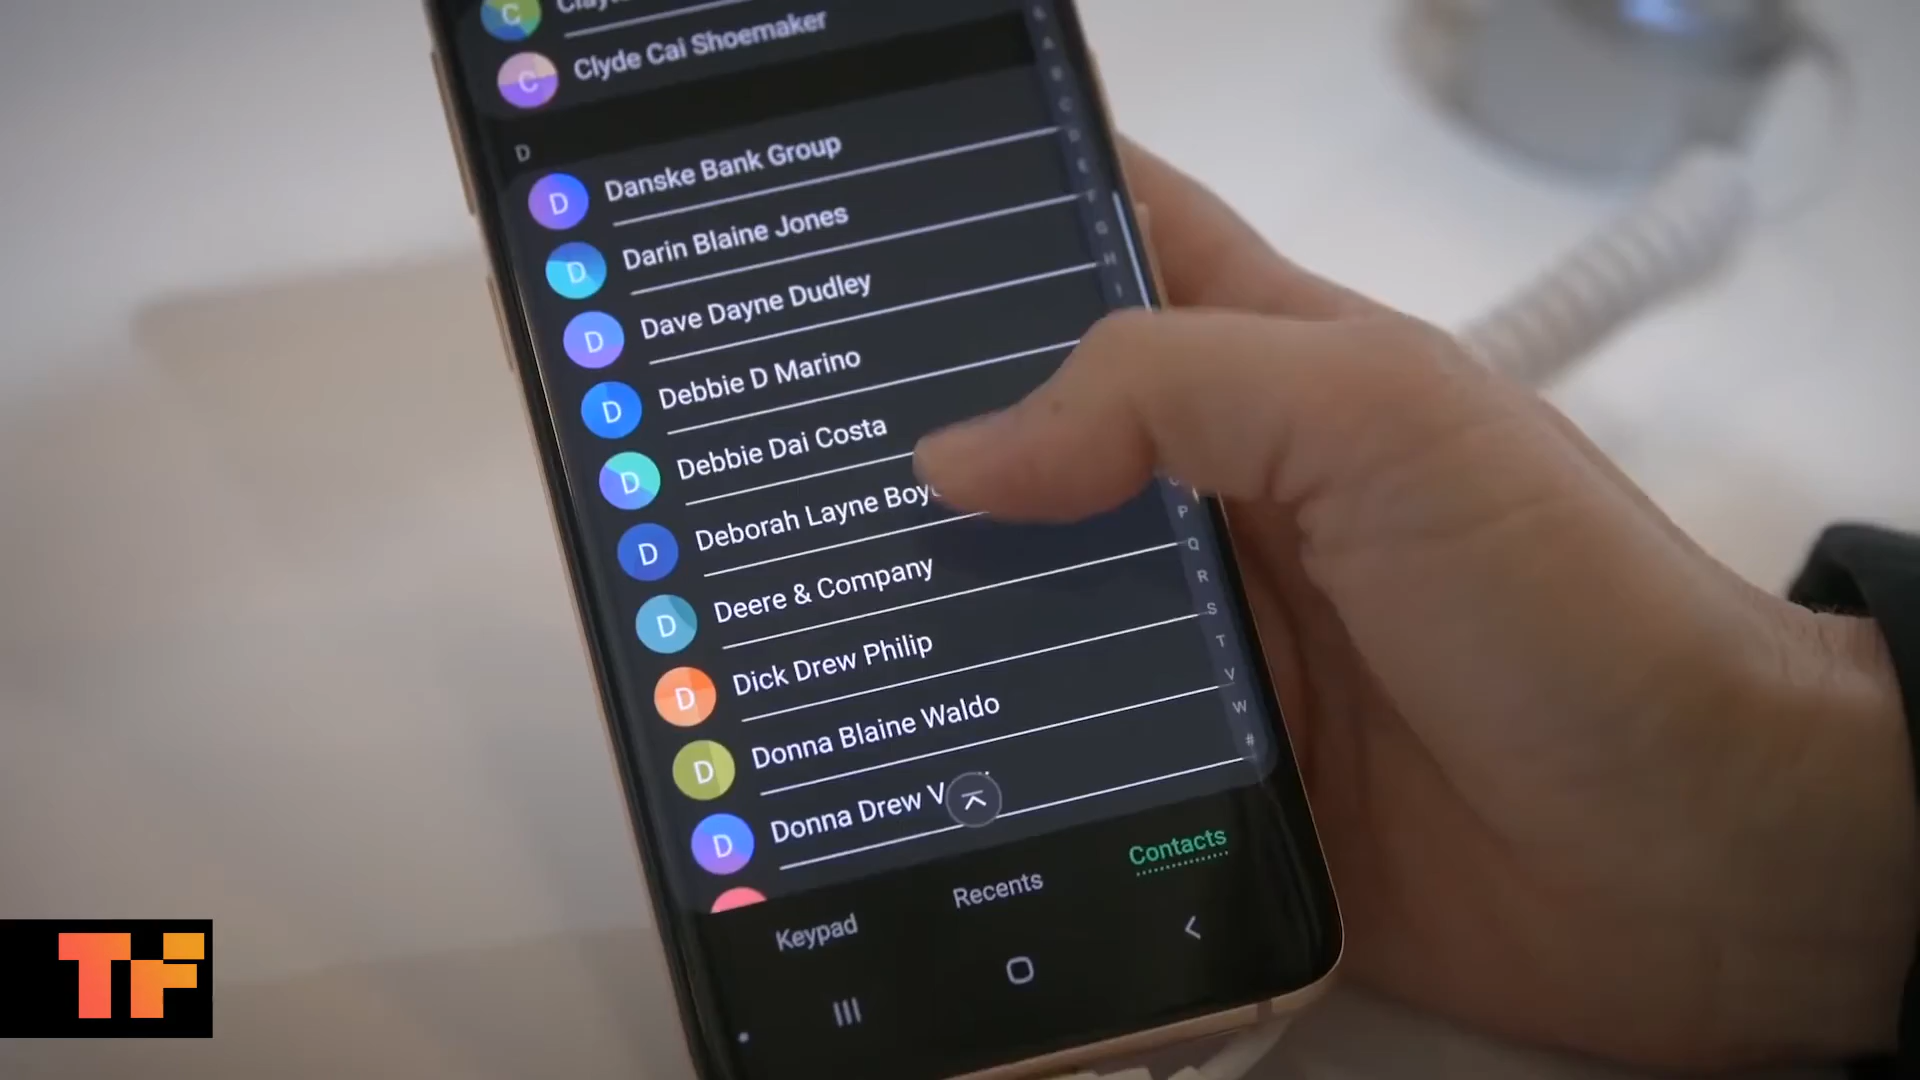 C
C Clyde Cai Shoemaker
D
D Danske Bank Group
D Darin Blaine Jones
D Dave Dayne Dudley
D Debbie D Marino
D Debbie Dai Costa
D Deborah Layne
D Deere & Company
D Dick Drew Philip
D Donna Blaine Waldo
D Donna Drew
A
B
C
D
E
F
G
H
I
P
Q
R
S
T
V
W
#
Keypad Recents Contacts
TF